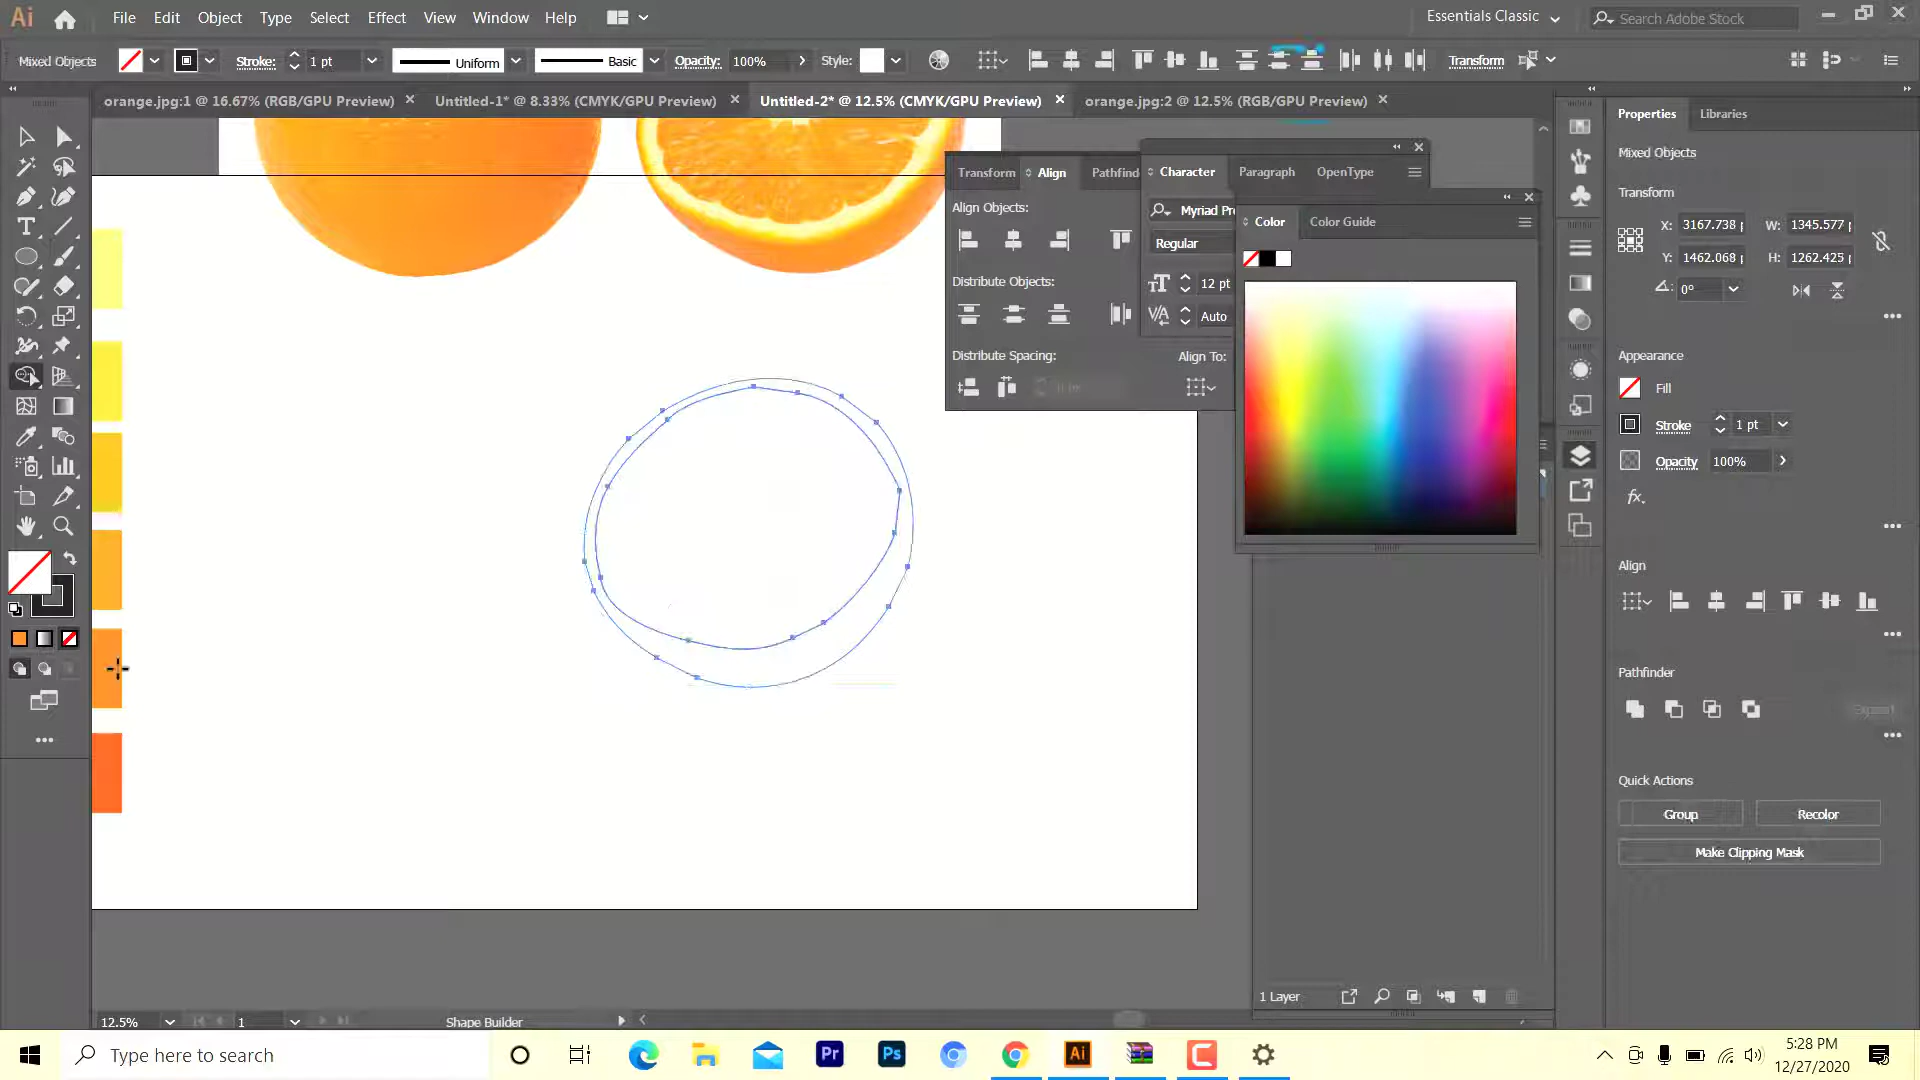 Ai File Edit Object Type Select Effect View Window Help Essentials Classic Search Adobe Stock
Mixed Objects Stroke: 1 pt Uniform Basic Opacity: 100% Style: Transform
orange.jpg:1 @ 16.67% (RGB/GPU Preview) Untitled-1* @ 8.33% (CMYK/GPU Preview) Untitled-2* @ 12.5% (CMYK/GPU Preview) orange.jpg:2 @ 12.5% (RGB/GPU Preview)
Properties Libraries
Mixed Objects
Transform
X: 3167.738 W: 1345.577
Y: 1462.068 H: 1262.425
0°
Appearance
Fill
Stroke 1 pt
Opacity 100%
fx.
Align
Pathfinder
Expand
Quick Actions
Group Recolor
Make Clipping Mask
Transform Align Pathfind
Align Objects:
Distribute Objects:
Distribute Spacing:
Align To:
Character Paragraph OpenType
Myriad Pr
Regular
12 pt
Auto
Color Color Guide
1 Layer
12.5% 1 Shape Builder
Type here to search
Pr Ps Ai
5:28 PM
12/27/2020